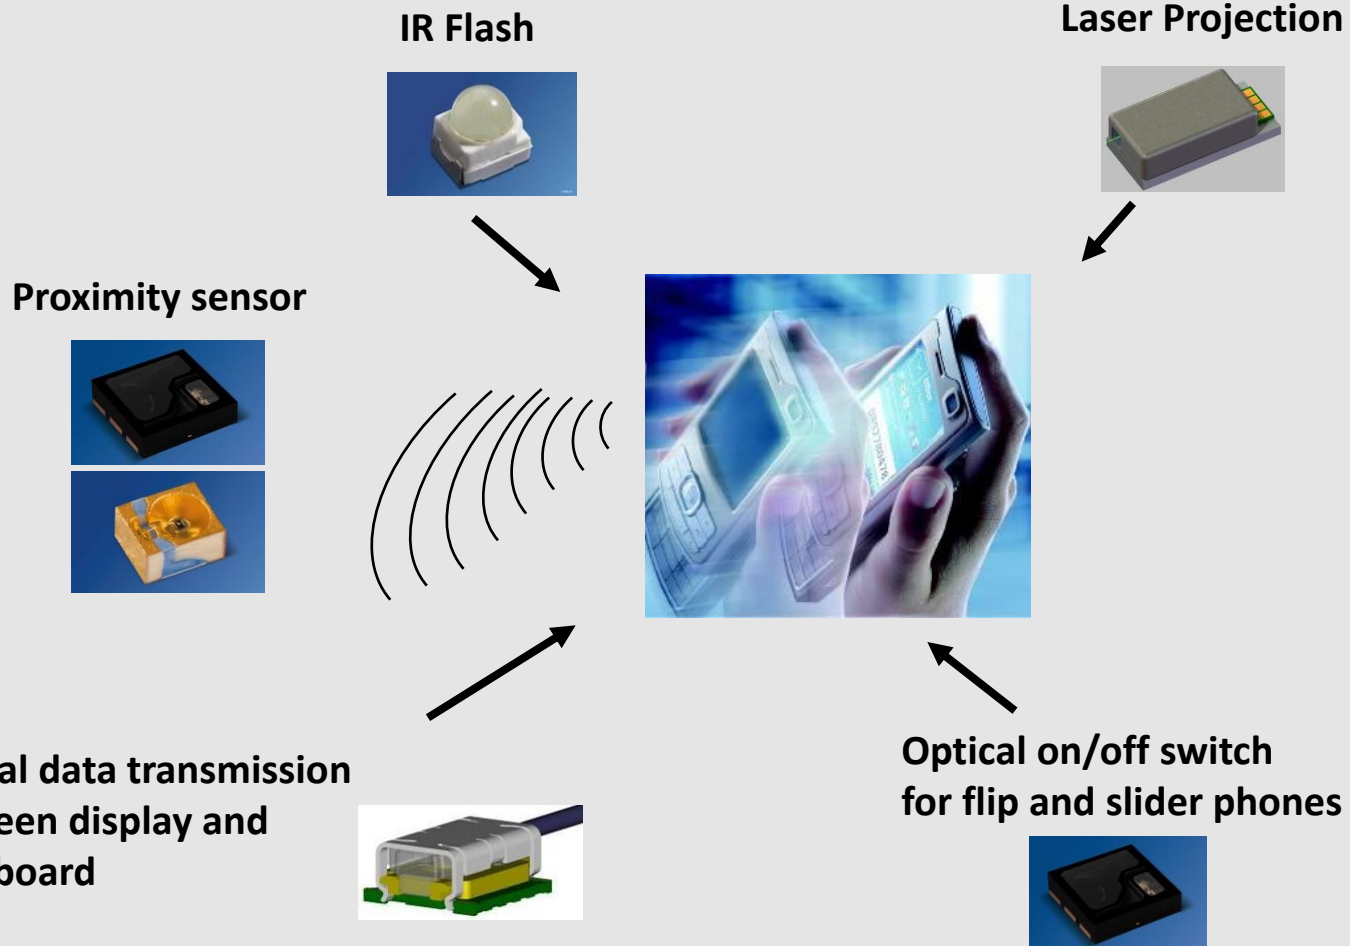 IR Flash
Laser Projection
Proximity sensor
al data transmission
een display and
board
Optical on/off switch
for flip and slider phones